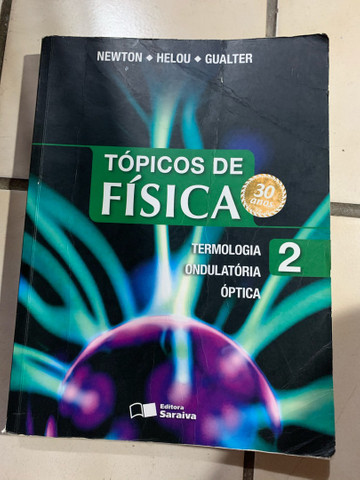 NEWTON ◆ HELOU ◆ GUALTER
TÓPICOS DE
FÍSICA
30
anos
TERMOLOGIA
ONDULATÓRIA
ÓPTICA
2
Editora
Saraiva